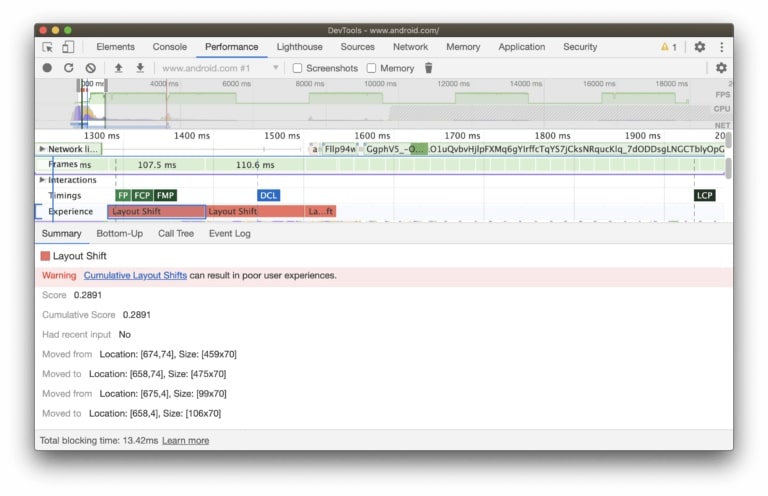 DevTools - www.android.com/
Elements Console Performance Lighthouse Sources Network Memory Application Security 1
www.android.com #1 Screenshots Memory
000 ms 4000 ms 6000 ms 8000 ms 10000 ms 12000 ms 14000 ms 16000 ms 18000 ms
FPS
CPU
NET
1300 ms 1400 ms 1500 ms 1600 ms 1700 ms 1800 ms 1900 ms
Network li… a FIlp94w GgphV5_-O…
Frames ms 107.5 ms 110.6 ms
Interactions
Timings FP FCP FMP DCL LCP
Experience Layout Shift Layout Shift La…ft
Summary Bottom-Up Call Tree Event Log
Layout Shift
Warning Cumulative Layout Shifts can result in poor user experiences.
Score 0.2891
Cumulative Score 0.2891
Had recent input No
Moved from Location: [674,74], Size: [459x70]
Moved to Location: [658,74], Size: [475x70]
Moved from Location: [675,4], Size: [99x70]
Moved to Location: [658,4], Size: [106x70]
Total blocking time: 13.42ms Learn more